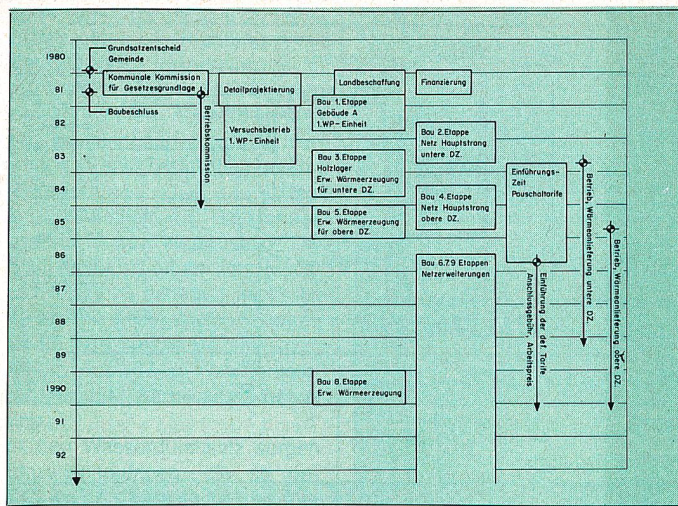 1980
81
82
83
84
85
86
87
88
89
1990
91
92
Grundsatzentscheid
Gemeinde
Kommunale Kommission
für Gesetzesgrundlage
Baubeschluss
Betriebskommission
Detailprojektierung
Versuchsbetrieb
1.WP-Einheit
Landbeschaffung
Finanzierung
Bau 1.Etappe
Gebäude A
1.WP-Einheit
Bau 2.Etappe
Netz Hauptstrang
untere DZ.
Bau 3.Etappe
Holzlager
Erw. Wärmeerzeugung
für untere DZ.
Bau 4.Etappe
Netz Hauptstrang
obere DZ.
Bau 5.Etappe
Erw. Wärmeerzeugung
für obere DZ.
Einführungs-
Zeit
Pauschaltarife
Bau 6.7.9 Etappen
Netzerweiterungen
Bau 8.Etappe
Erw. Wärmeerzeugung
Einführung der def. Tarife
Anschlussgebühr, Arbeitspreis
Betrieb, Wärmeanlieferung untere DZ.
Betrieb, Wärmeanlieferung obere DZ.